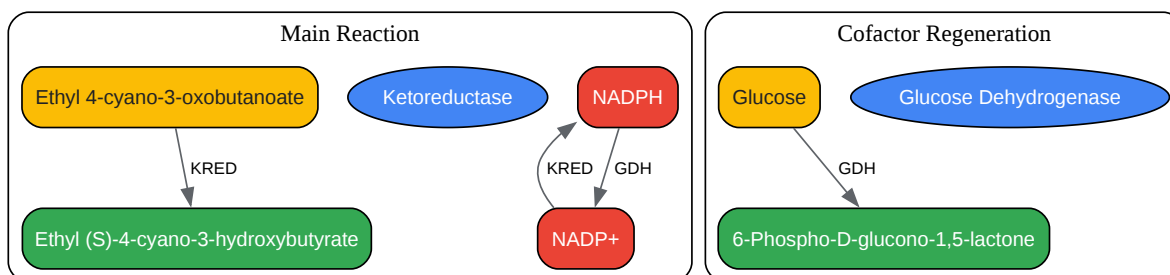 Main Reaction
Cofactor Regeneration
Ethyl 4-cyano-3-oxobutanoate
Ketoreductase
NADPH
Glucose
Glucose Dehydrogenase
KRED
KRED
GDH
GDH
Ethyl (S)-4-cyano-3-hydroxybutyrate
NADP+
6-Phospho-D-glucono-1,5-lactone